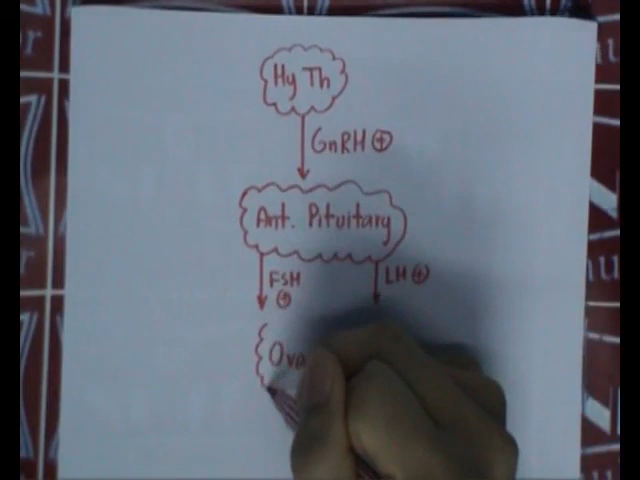 Hy Th
GnRH ⊕
Ant. Pituitary
FSH
⊕
LH ⊕